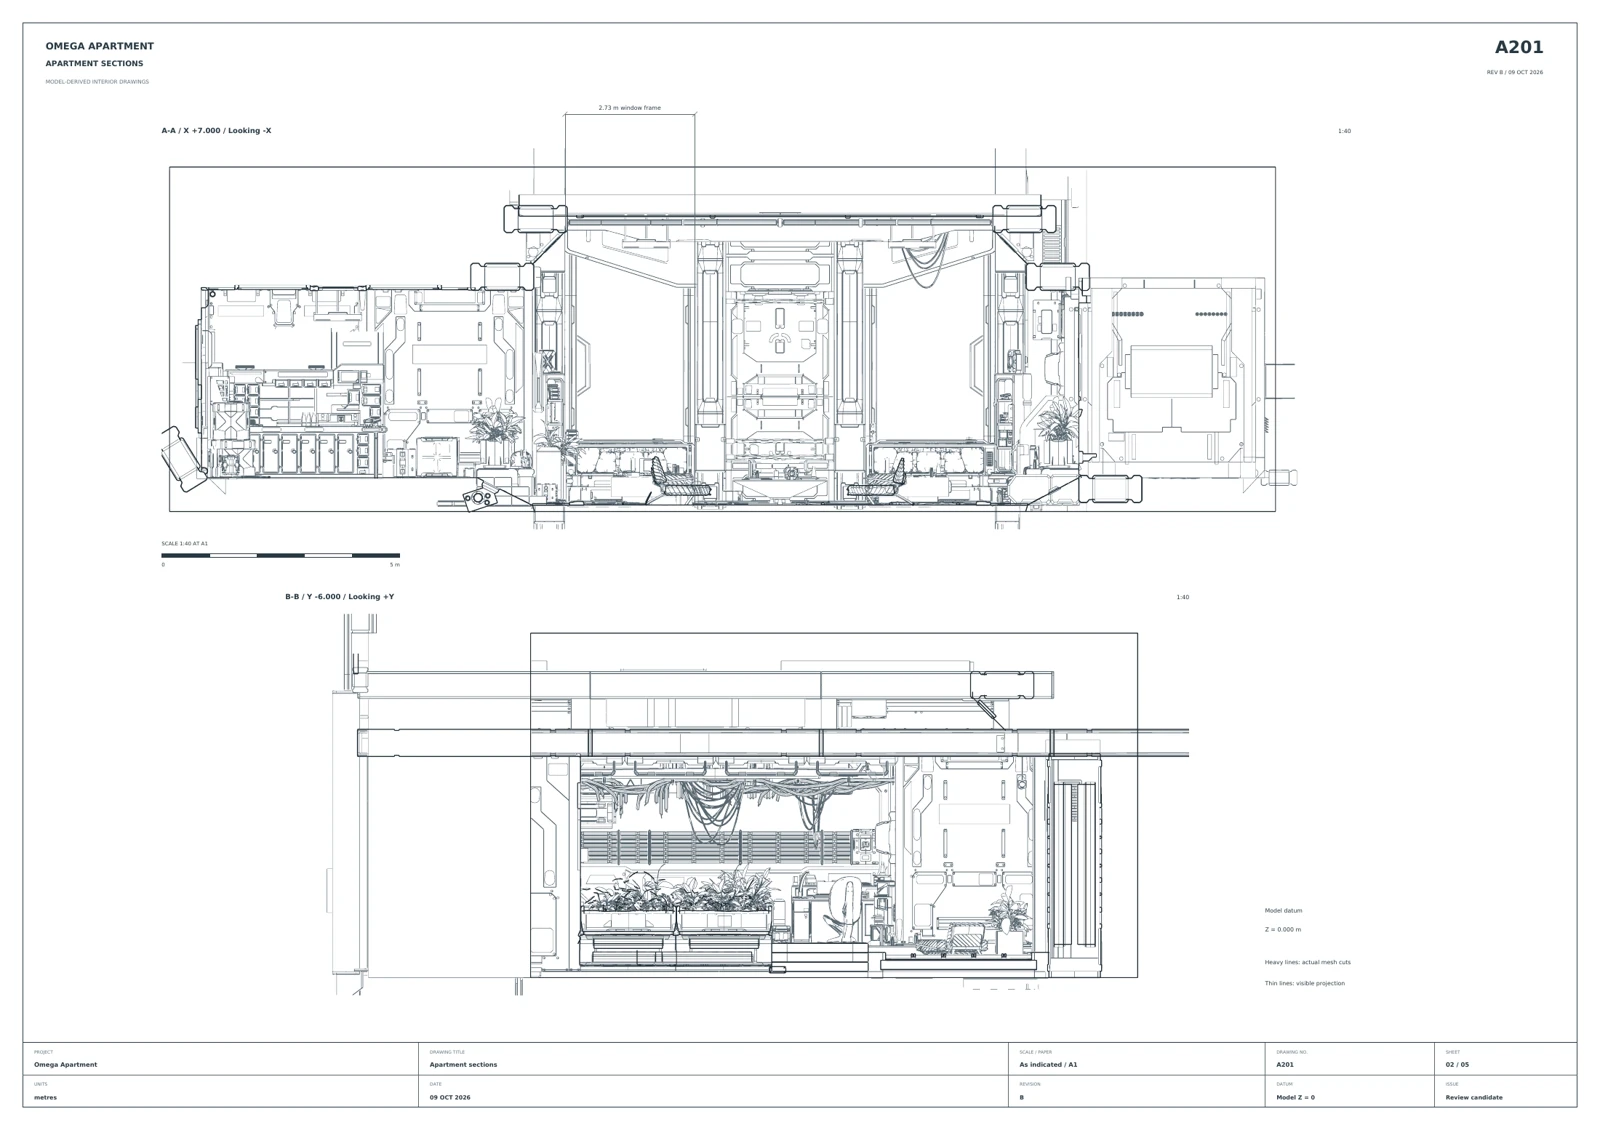 OMEGA APARTMENT
APARTMENT SECTIONS
MODEL-DERIVED INTERIOR DRAWINGS
A201
REV B / 09 OCT 2026
2.73 m window frame
A-A / X +7.000 / Looking -X
1:40
SCALE 1:40 AT A1
0
5 m
B-B / Y -6.000 / Looking +Y
1:40
Model datum
Z = 0.000 m
Heavy lines: actual mesh cuts
Thin lines: visible projection
PROJECT
Omega Apartment
DRAWING TITLE
Apartment sections
SCALE / PAPER
As indicated / A1
DRAWING NO.
A201
SHEET
02 / 05
UNITS
metres
DATE
09 OCT 2026
REVISION
B
DATUM
Model Z = 0
ISSUE
Review candidate